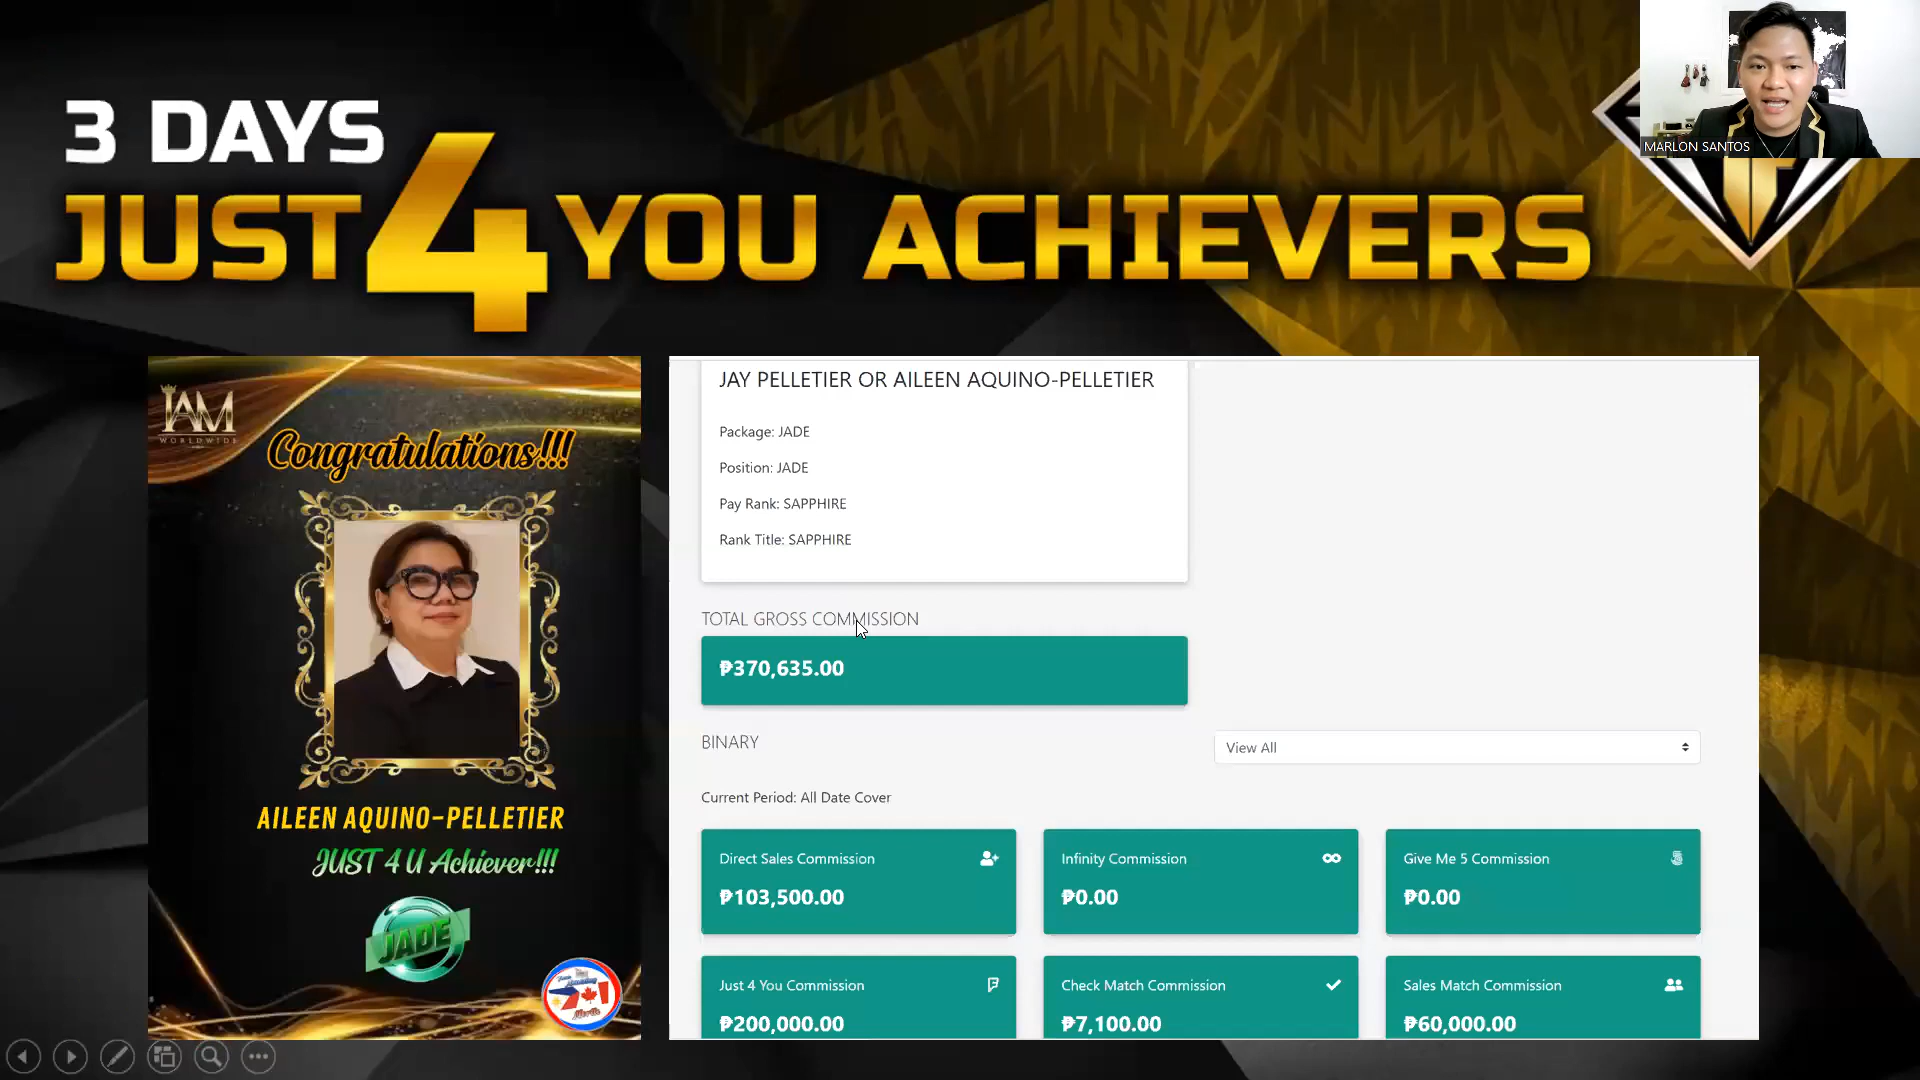 3 DAYS
JUST 4 YOU ACHIEVERS
MARLON SANTOS
IAM
WORLDWIDE
Congratulations!!!
AILEEN AQUINO-PELLETIER
JUST 4 U Achiever!!!
JADE
JAY PELLETIER OR AILEEN AQUINO-PELLETIER
Package: JADE
Position: JADE
Pay Rank: SAPPHIRE
Rank Title: SAPPHIRE
TOTAL GROSS COMMISSION
₱370,635.00
BINARY
View All
Current Period: All Date Cover
Direct Sales Commission
₱103,500.00
Infinity Commission
₱0.00
Give Me 5 Commission
₱0.00
Just 4 You Commission
₱200,000.00
Check Match Commission
₱7,100.00
Sales Match Commission
₱60,000.00